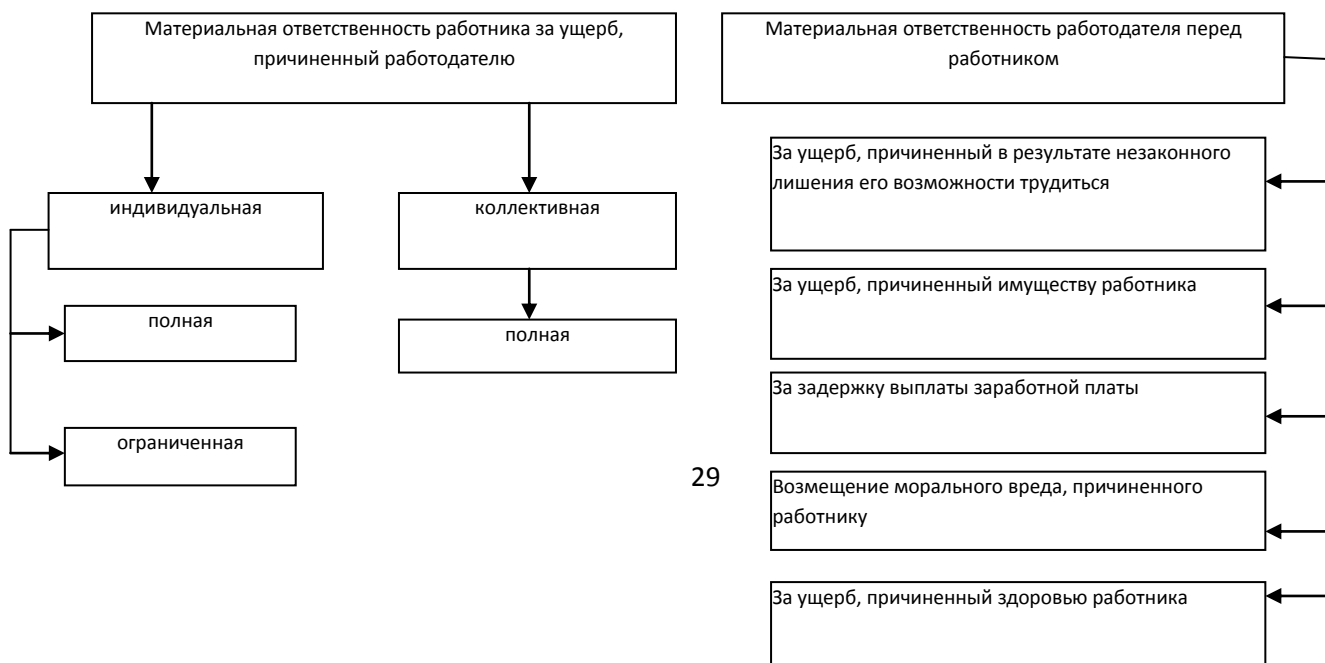 Материальная ответственность работника за ущерб,
причиненный работодателю
индивидуальная
коллективная
полная
полная
ограниченная
29
Материальная ответственность работодателя перед
работником
За ущерб, причиненный в результате незаконного
лишения его возможности трудиться
За ущерб, причиненный имуществу работника
За задержку выплаты заработной платы
Возмещение морального вреда, причиненного
работнику
За ущерб, причиненный здоровью работника